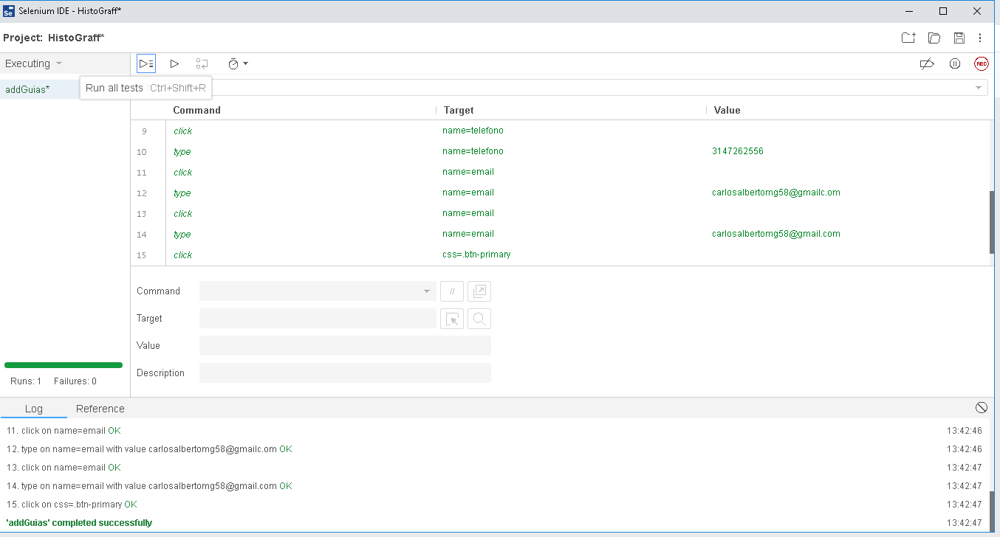 Selenium IDE - HistoGraff*
Project: HistoGraff*
Executing
addGuias*
Run all tests Ctrl+Shift+R
REC
Command Target Value
9 click name=telefono
10 type name=telefono 3147262556
11 click name=email
12 type name=email carlosalbertomg58@gmailc.om
13 click name=email
14 type name=email carlosalbertomg58@gmail.com
15 click css=.btn-primary
Command //
Target
Value
Description
Runs: 1 Failures: 0
Log Reference
11. click on name=email OK 13:42:46
12. type on name=email with value carlosalbertomg58@gmailc.om OK 13:42:46
13. click on name=email OK 13:42:47
14. type on name=email with value carlosalbertomg58@gmail.com OK 13:42:47
15. click on css=.btn-primary OK 13:42:47
'addGuias' completed successfully 13:42:47